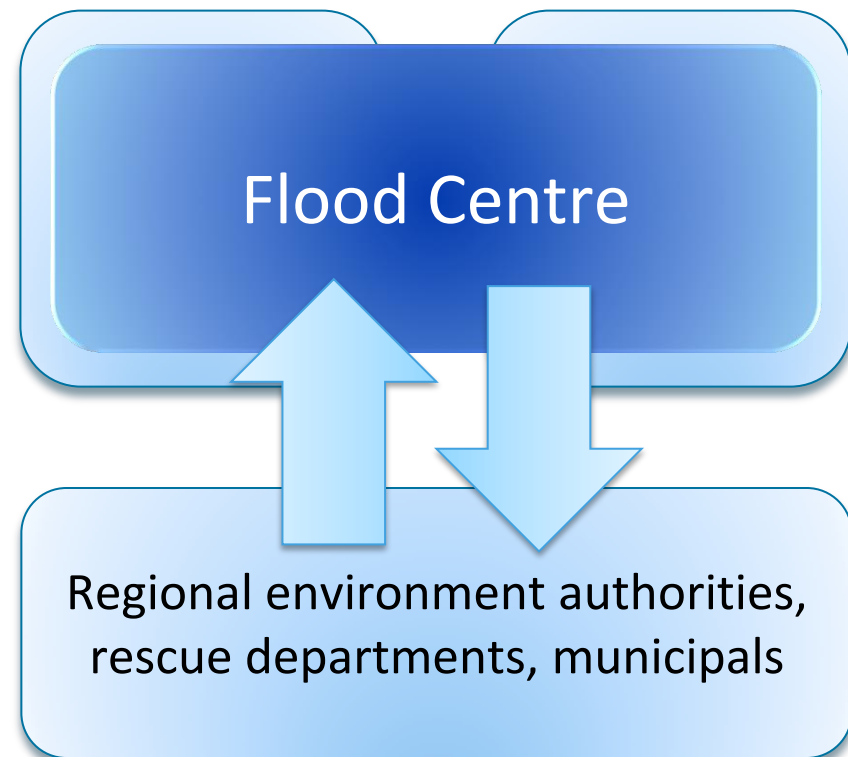 Flood Centre
Regional environment authorities,
rescue departments, municipals